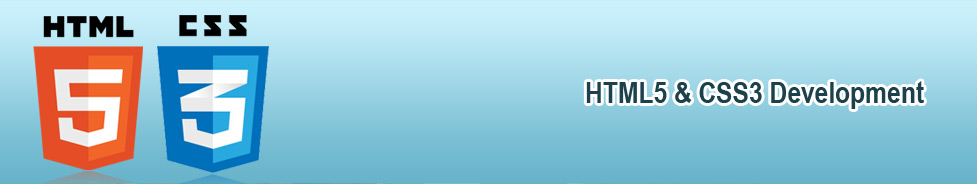 HTML CSS
5 3
HTML5 & CSS3 Development